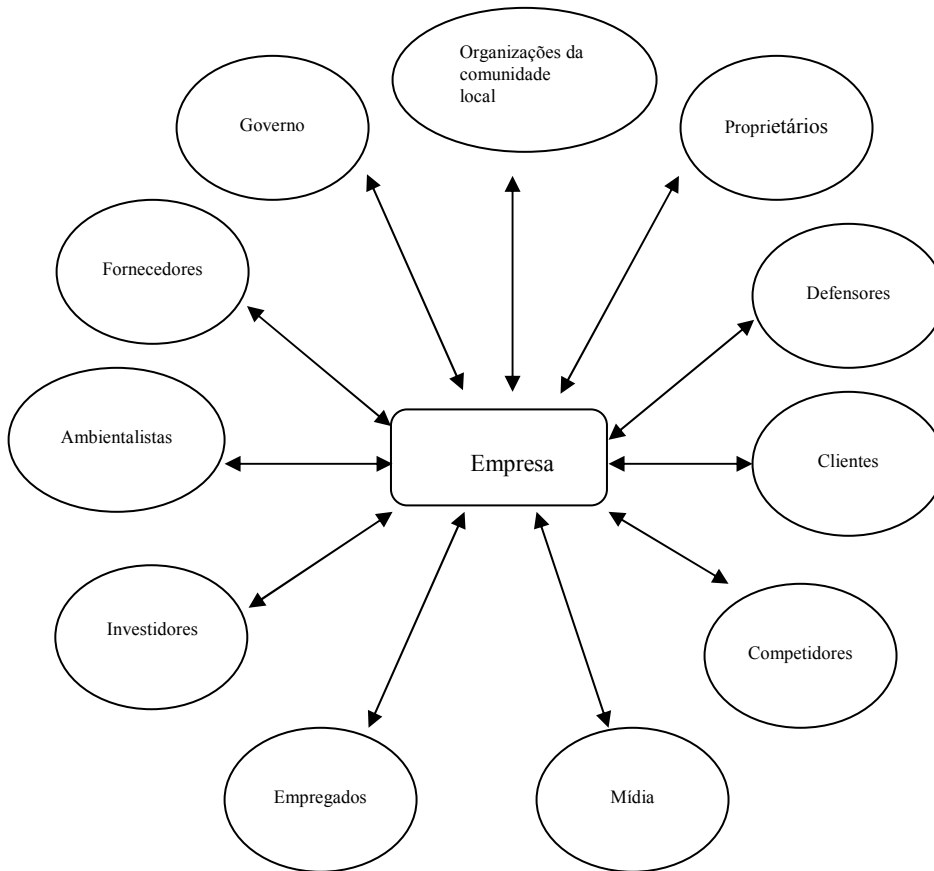 Organizações da
comunidade
local
Governo
Proprietários
Fornecedores
Defensores
Ambientalistas
Empresa
Clientes
Investidores
Competidores
Empregados
Mídia